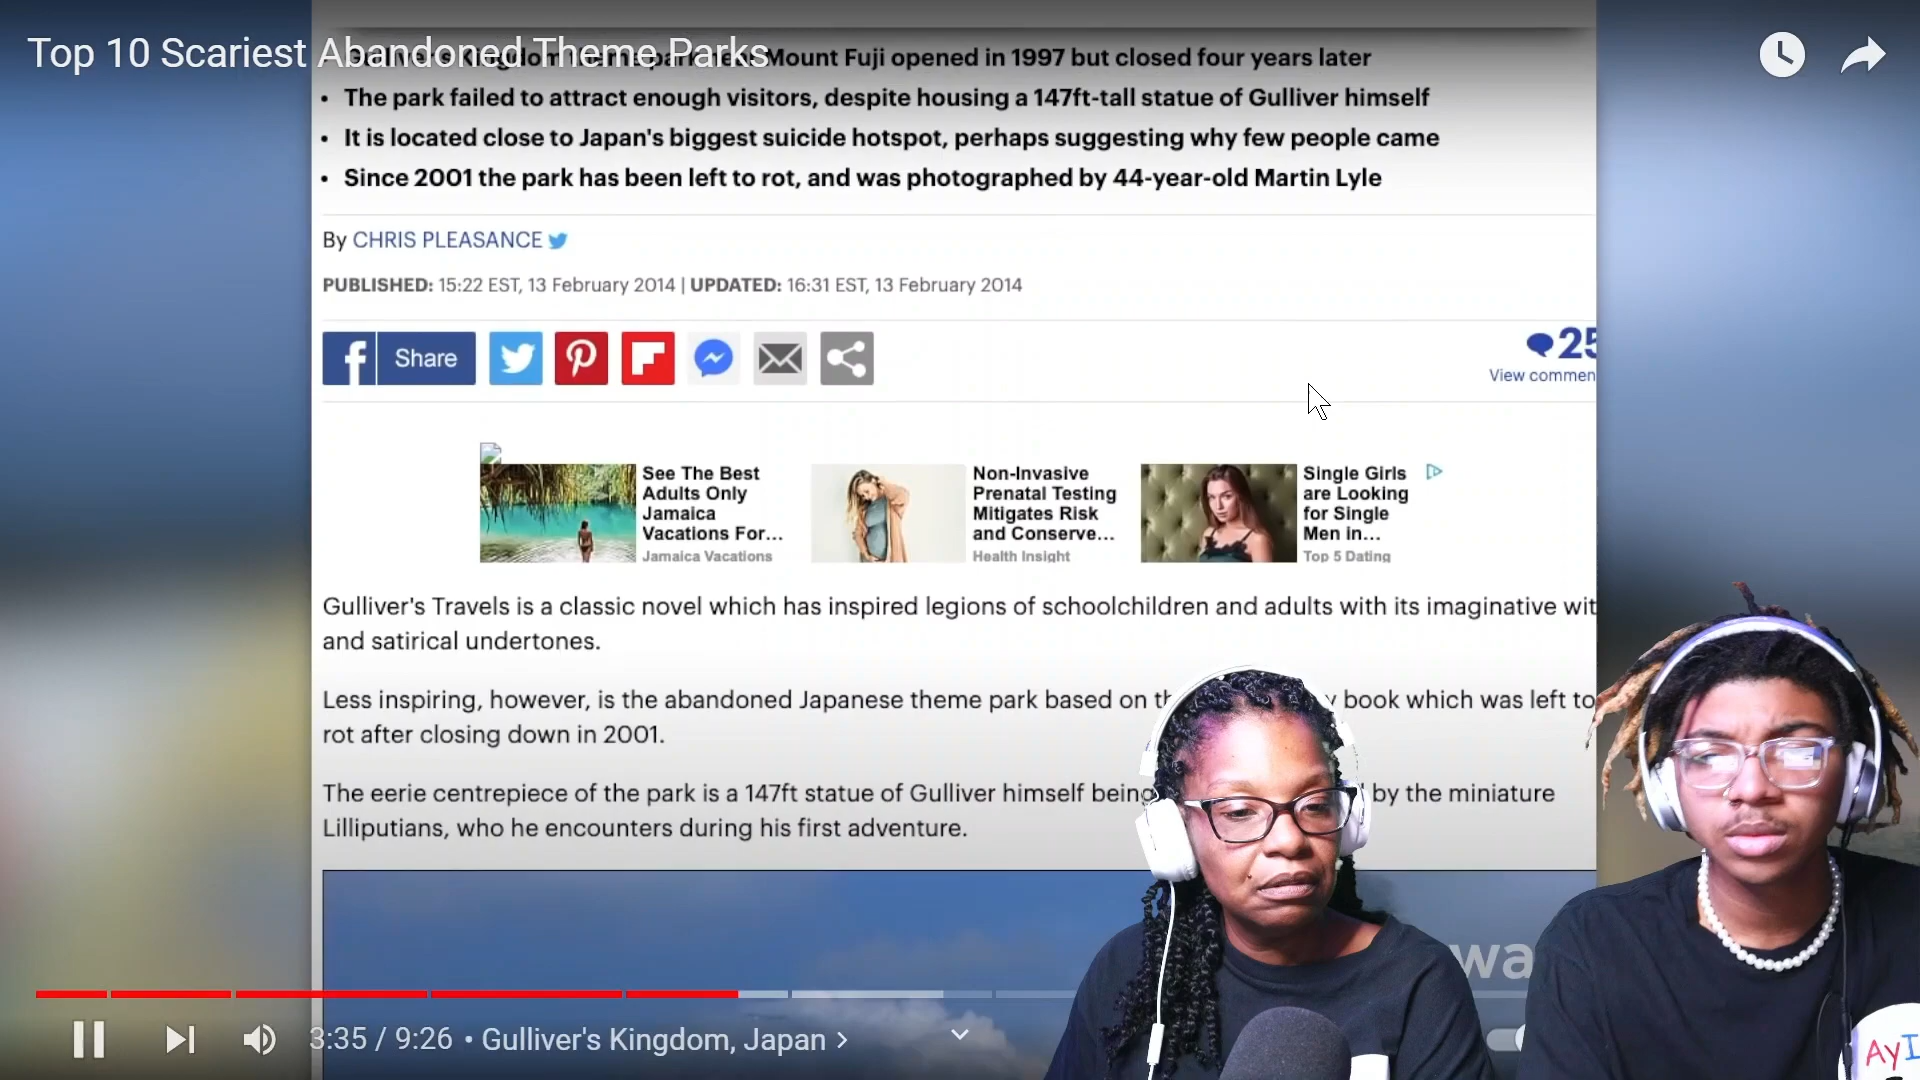 Top 10 Scariest Abandoned Theme Parks
Mount Fuji opened in 1997 but closed four years later
• The park failed to attract enough visitors, despite housing a 147ft-tall statue of Gulliver himself
• It is located close to Japan's biggest suicide hotspot, perhaps suggesting why few people came
• Since 2001 the park has been left to rot, and was photographed by 44-year-old Martin Lyle
By CHRIS PLEASANCE
PUBLISHED: 15:22 EST, 13 February 2014 | UPDATED: 16:31 EST, 13 February 2014
Share
25
View commen
See The Best
Adults Only
Jamaica
Vacations For...
Jamaica Vacations
Non-Invasive
Prenatal Testing
Mitigates Risk
and Conserve...
Health Insight
Single Girls
are Looking
for Single
Men in...
Top 5 Dating
Gulliver's Travels is a classic novel which has inspired legions of schoolchildren and adults with its imaginative wit
and satirical undertones.
Less inspiring, however, is the abandoned Japanese theme park based on th y book which was left to
rot after closing down in 2001.
The eerie centrepiece of the park is a 147ft statue of Gulliver himself being by the miniature
Lilliputians, who he encounters during his first adventure.
wa
3:35 / 9:26 • Gulliver's Kingdom, Japan >
AyI